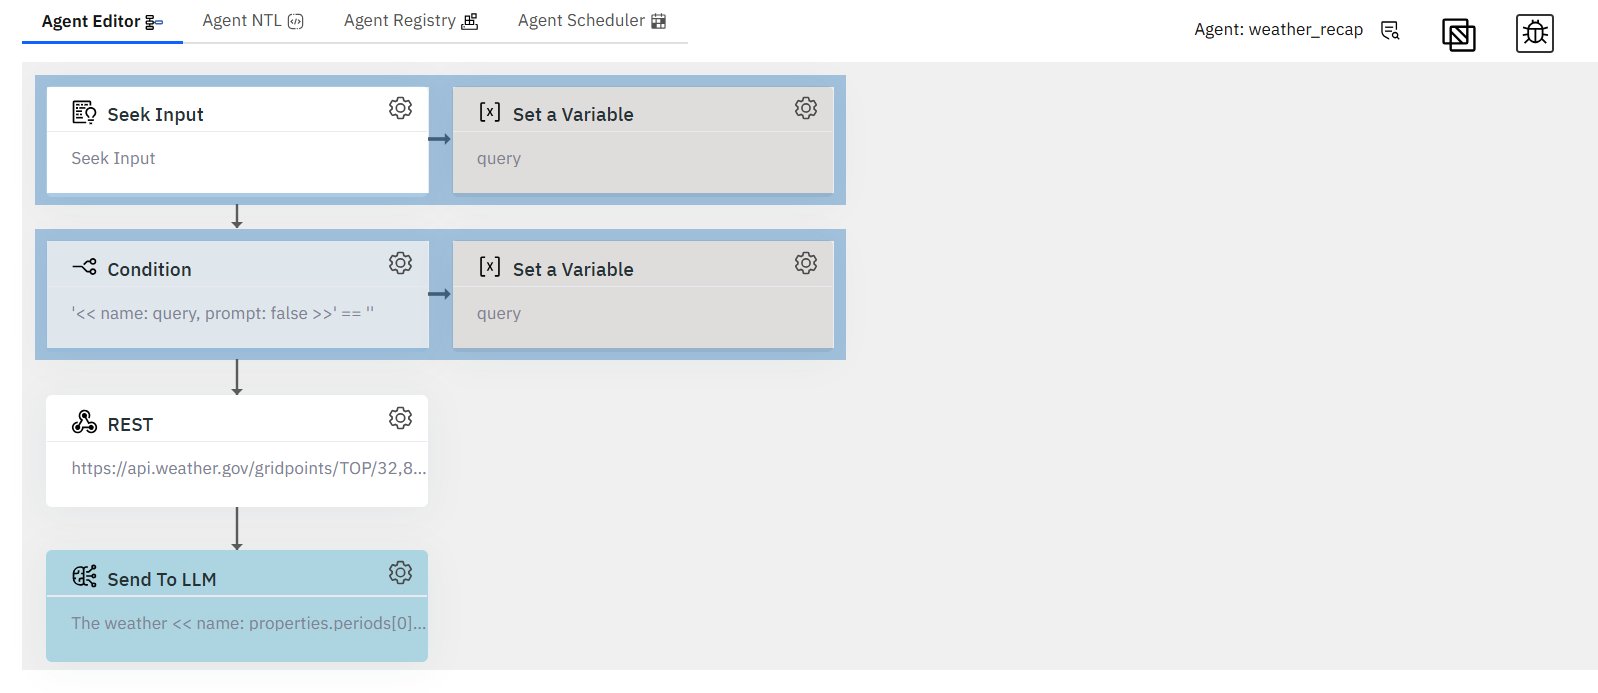 Agent Editor
Agent NTL
Agent Registry
Agent Scheduler
Agent: weather_recap
Seek Input
Seek Input
[x] Set a Variable
query
Condition
'<< name: query, prompt: false >>' == ''
[x] Set a Variable
query
REST
https://api.weather.gov/gridpoints/TOP/32,8...
Send To LLM
The weather << name: properties.periods[0]...